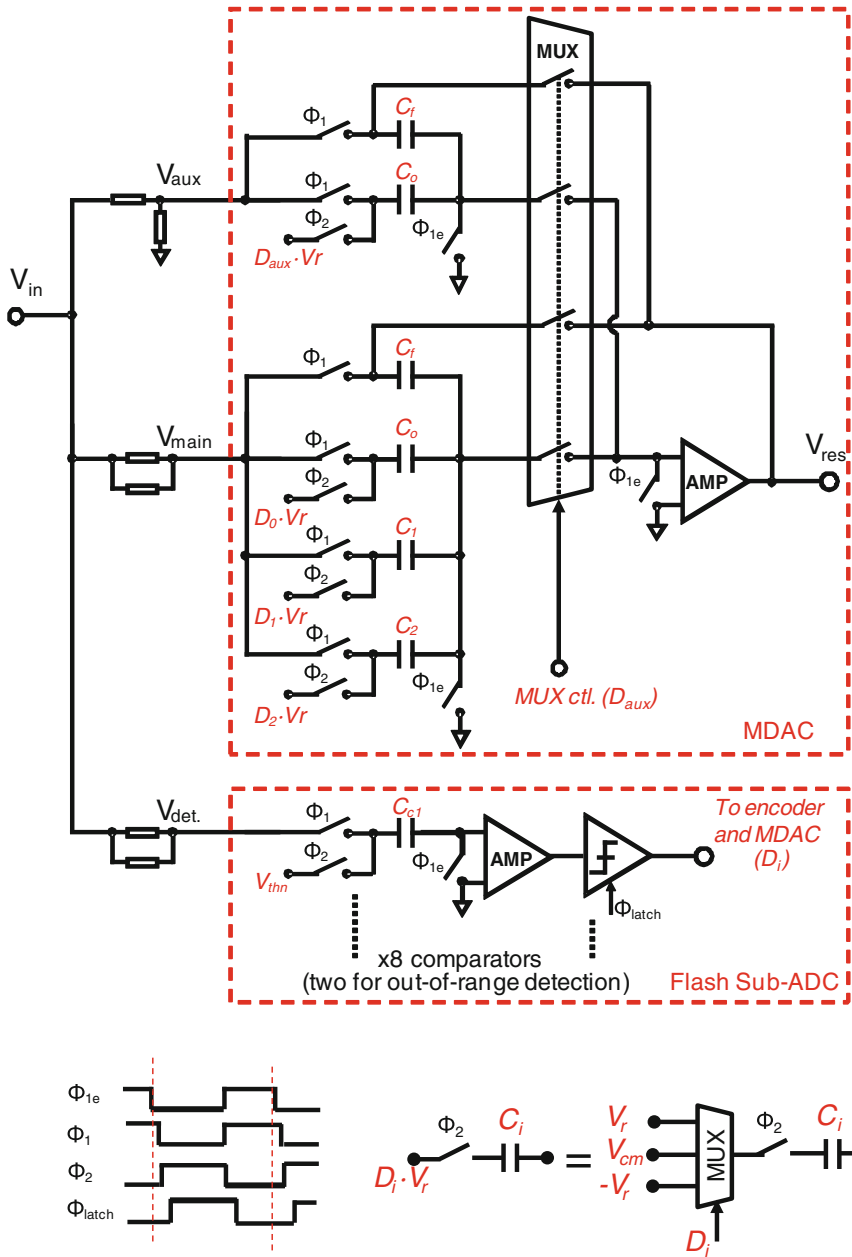 MUX
Φ1
Cf
Vaux
Φ1
Co
Φ2
Φ1e
Daux·Vr
Vin
Φ1
Cf
Vmain
Φ1
Co
Φ2
D0·Vr
Φ1e
AMP
Vres
Φ1
C1
Φ2
D1·Vr
Φ1
C2
Φ2
Φ1e
D2·Vr
MUX ctl. (Daux)
MDAC
Vdet.
Φ1
Cc1
Φ2
Φ1e
Vthn
AMP
Φlatch
To encoder
and MDAC
(Di)
x8 comparators
(two for out-of-range detection)
Flash Sub-ADC
Φ1e
Φ1
Φ2
Φlatch
Φ2
Ci
Di·Vr
=
Vr
Vcm
-Vr
MUX
Φ2
Ci
Di